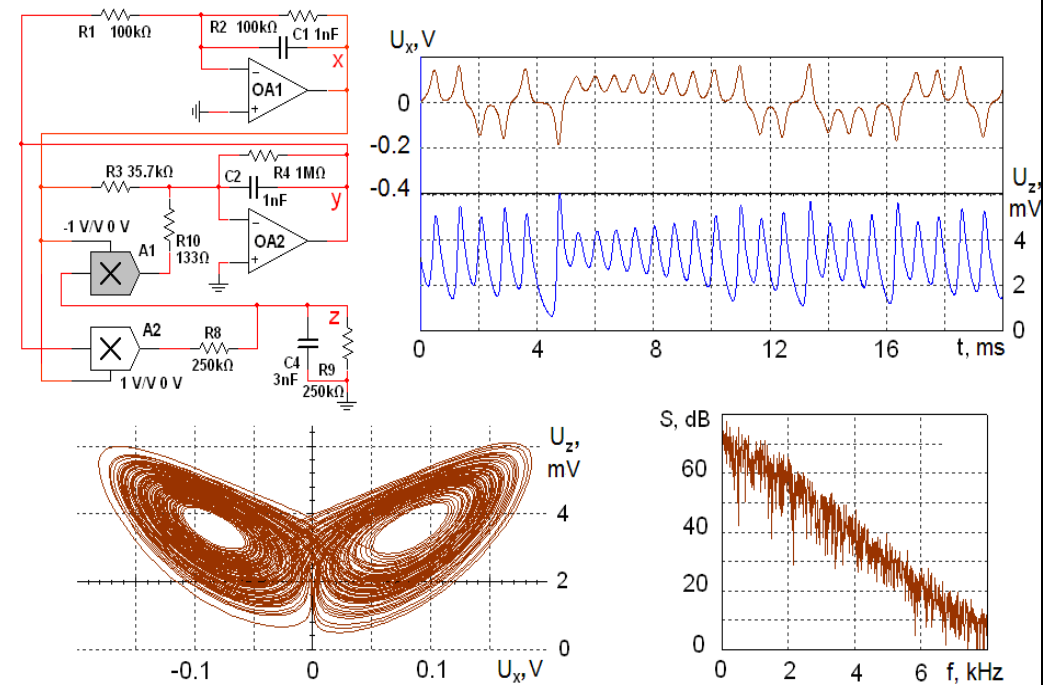 R1 100kΩ
R2 100kΩ
C1 1nF
x
−
OA1
+
R3 35.7kΩ
C2
1nF
R4 1MΩ
y
−
OA2
+
-1 V/V 0 V
A1
R10
133Ω
A2
R8
250kΩ
1 V/V 0 V
z
C4
3nF
R9
250kΩ
Uₓ, V
0
-0.2
-0.4
U_z, mV
4
2
0
0 4 8 12 16 t, ms
U_z, mV
4
2
0
-0.1 0 0.1
Uₓ, V
S, dB
60
40
20
0
0 2 4 6 f, kHz